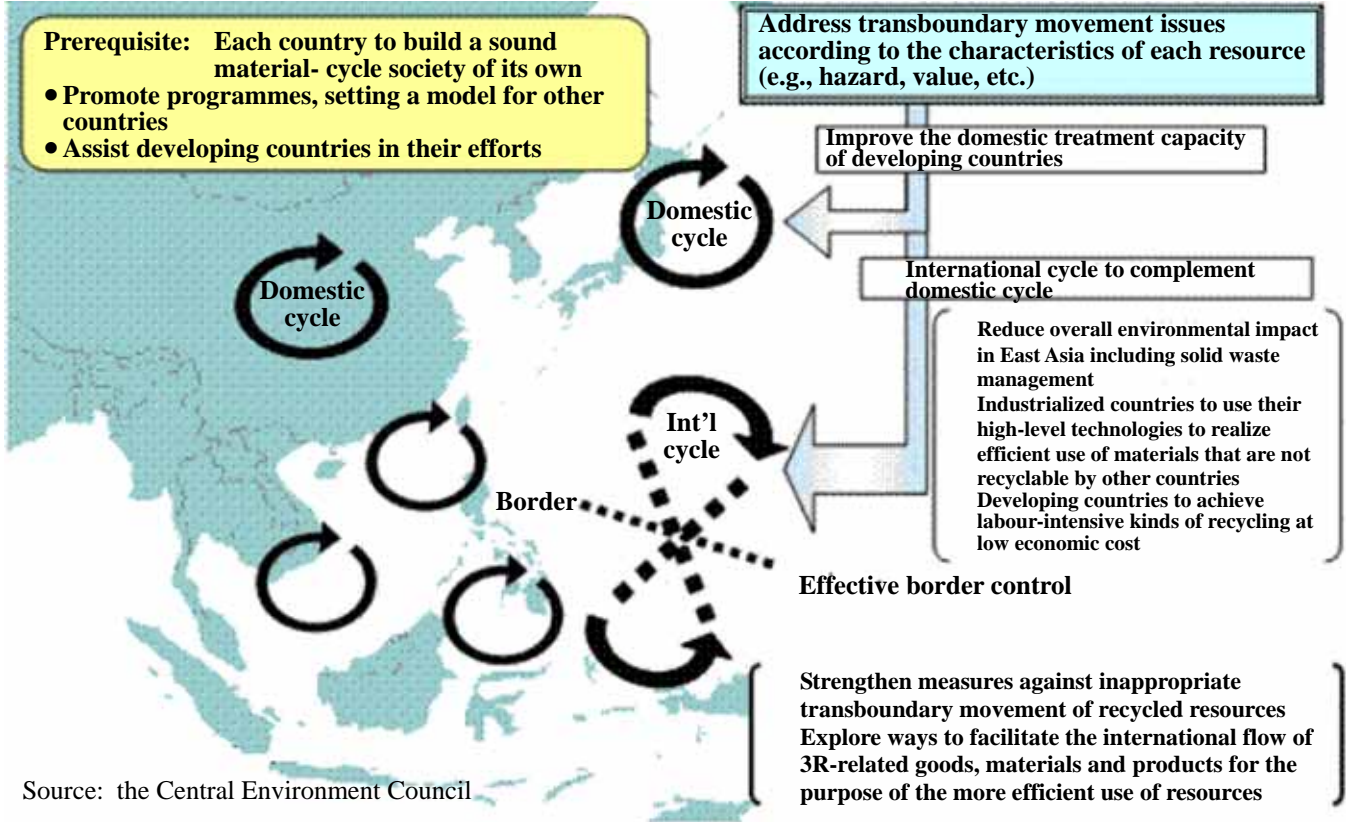 Prerequisite: Each country to build a sound
material- cycle society of its own
• Promote programmes, setting a model for other
countries
• Assist developing countries in their efforts
Address transboundary movement issues
according to the characteristics of each resource
(e.g., hazard, value, etc.)
Improve the domestic treatment capacity
of developing countries
Domestic
cycle
Domestic
cycle
International cycle to complement
domestic cycle
Reduce overall environmental impact
in East Asia including solid waste
management
Industrialized countries to use their
high-level technologies to realize
efficient use of materials that are not
recyclable by other countries
Developing countries to achieve
labour-intensive kinds of recycling at
low economic cost
Int'l
cycle
Border
Effective border control
Strengthen measures against inappropriate
transboundary movement of recycled resources
Explore ways to facilitate the international flow of
3R-related goods, materials and products for the
purpose of the more efficient use of resources
Source: the Central Environment Council